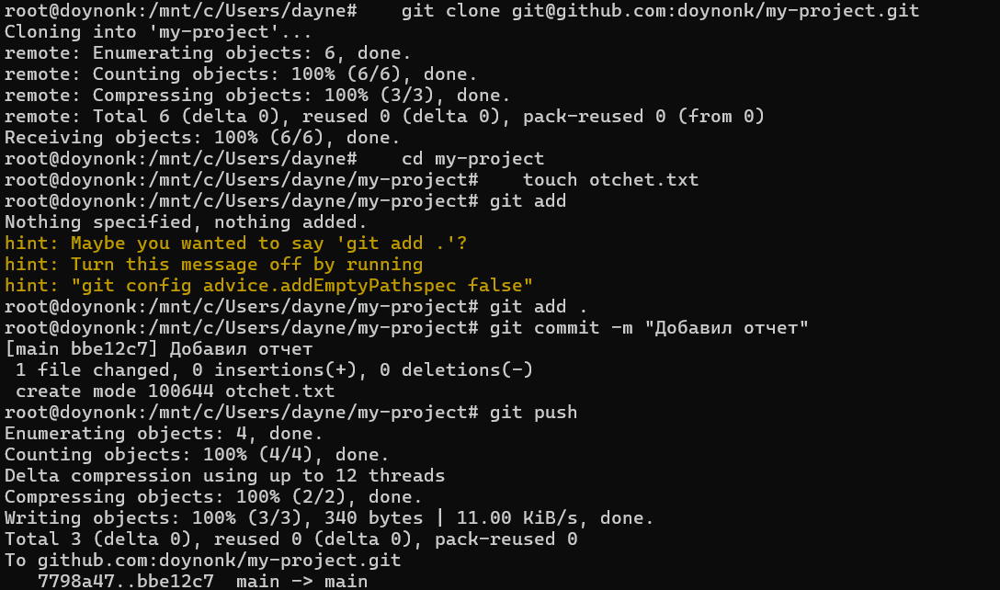 root@doynonk:/mnt/c/Users/dayne#    git clone git@github.com:doynonk/my-project.git
Cloning into 'my-project'...
remote: Enumerating objects: 6, done.
remote: Counting objects: 100% (6/6), done.
remote: Compressing objects: 100% (3/3), done.
remote: Total 6 (delta 0), reused 0 (delta 0), pack-reused 0 (from 0)
Receiving objects: 100% (6/6), done.
root@doynonk:/mnt/c/Users/dayne#    cd my-project
root@doynonk:/mnt/c/Users/dayne/my-project#    touch otchet.txt
root@doynonk:/mnt/c/Users/dayne/my-project# git add
Nothing specified, nothing added.
hint: Maybe you wanted to say 'git add .'?
hint: Turn this message off by running
hint: "git config advice.addEmptyPathspec false"
root@doynonk:/mnt/c/Users/dayne/my-project# git add .
root@doynonk:/mnt/c/Users/dayne/my-project# git commit -m "Добавил отчет"
[main bbe12c7] Добавил отчет
 1 file changed, 0 insertions(+), 0 deletions(-)
 create mode 100644 otchet.txt
root@doynonk:/mnt/c/Users/dayne/my-project# git push
Enumerating objects: 4, done.
Counting objects: 100% (4/4), done.
Delta compression using up to 12 threads
Compressing objects: 100% (2/2), done.
Writing objects: 100% (3/3), 340 bytes | 11.00 KiB/s, done.
Total 3 (delta 0), reused 0 (delta 0), pack-reused 0
To github.com:doynonk/my-project.git
   7798a47..bbe12c7  main -> main